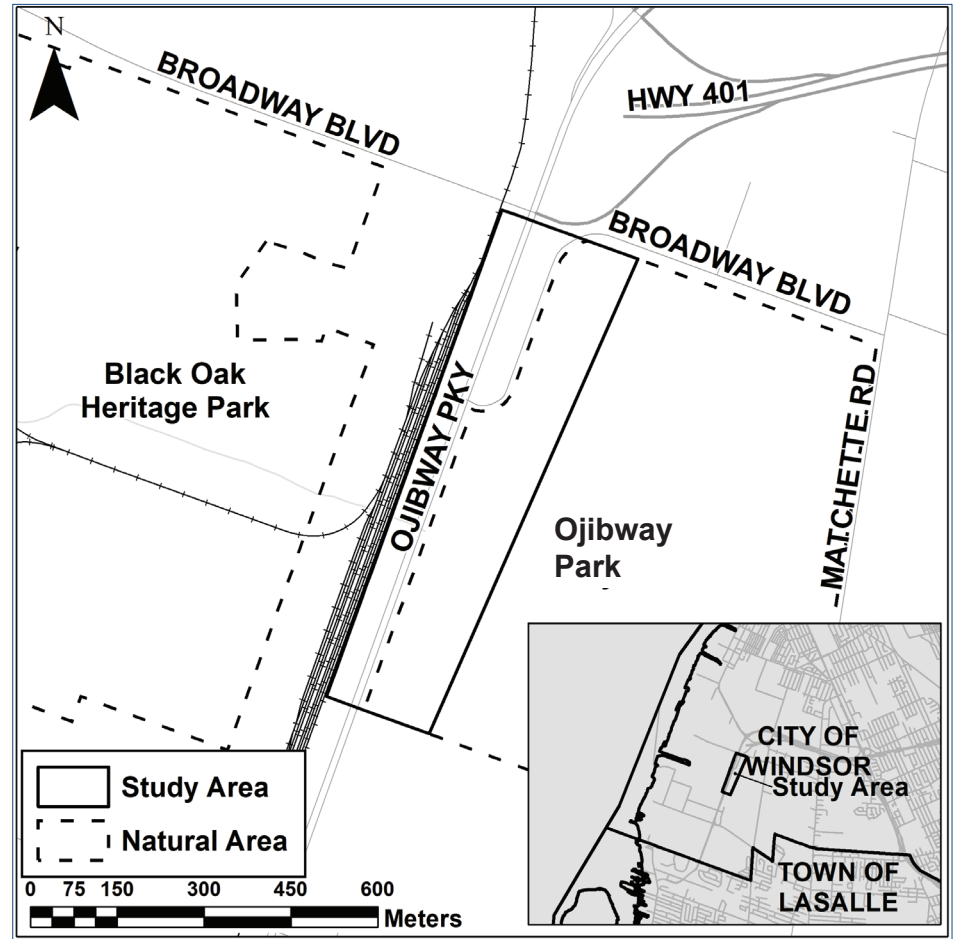 N
BROADWAY BLVD
HWY 401
BROADWAY BLVD
Black Oak
Heritage Park
OJIBWAY PKY
MATCHETTE RD
Ojibway
Park
Study Area
Natural Area
0 75 150 300 450 600
Meters
CITY OF
WINDSOR
Study Area
TOWN OF
LASALLE